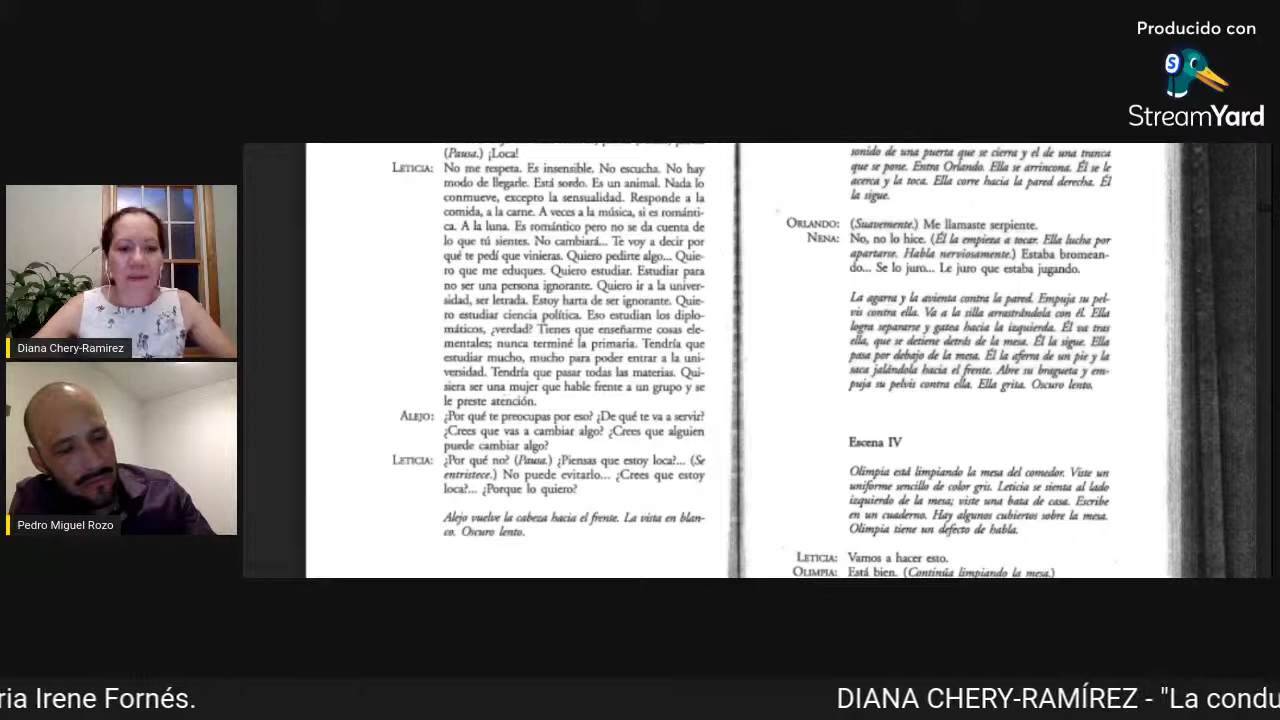 Producido con
StreamYard
Diana Chery-Ramirez
Pedro Miguel Rozo
(Pausa.) ¡Loca!
LETICIA: No me respeta. Es insensible. No escucha. No hay
modo de llegarle. Está sordo. Es un animal. Nada lo
conmueve, excepto la sensualidad. Responde a la
comida, a la carne. A veces a la música, si es románti-
ca. A la luna. Es romántico pero no se da cuenta de
lo que tú sientes. No cambiará... Te voy a decir por
qué te pedí que vinieras. Quiero pedirte algo... Quie-
ro que me eduques. Quiero estudiar. Estudiar para
no ser una persona ignorante. Quiero ir a la univer-
sidad, ser letrada. Estoy harta de ser ignorante. Quie-
ro estudiar ciencia política. Eso estudian los diplo-
máticos, ¿verdad? Tienes que enseñarme cosas ele-
mentales; nunca terminé la primaria. Tendría que
estudiar mucho, mucho para poder entrar a la uni-
versidad. Tendría que pasar todas las materias. Qui-
siera ser una mujer que hable frente a un grupo y se
le preste atención.
ALEJO: ¿Por qué te preocupas por eso? ¿De qué te va a servir?
¿Crees que vas a cambiar algo? ¿Crees que alguien
puede cambiar algo?
LETICIA: ¿Por qué no? (Pausa.) ¿Piensas que estoy loca?... (Se
entristece.) No puede evitarlo... ¿Crees que estoy
loca?... ¿Porque lo quiero?
Alejo vuelve la cabeza hacia el frente. La vista en blan-
co. Oscuro lento.
sonido de una puerta que se cierra y el de una tranca
que se pone. Entra Orlando. Ella se arrincona. Él se le
acerca y la toca. Ella corre hacia la pared derecha. Él
la sigue.
ORLANDO: (Suavemente.) Me llamaste serpiente.
NENA: No, no lo hice. (Él la empieza a tocar. Ella lucha por
apartarse. Habla nerviosamente.) Estaba bromean-
do... Se lo juro... Le juro que estaba jugando.
La agarra y la avienta contra la pared. Empuja su pel-
vis contra ella. Va a la silla arrastrándola con él. Ella
logra separarse y gatea hacia la izquierda. Él va tras
ella, que se detiene detrás de la mesa. Él la sigue. Ella
pasa por debajo de la mesa. Él la aferra de un pie y la
saca jalándola hacia el frente. Abre su bragueta y em-
puja su pelvis contra ella. Ella grita. Oscuro lento.
Escena IV
Olimpia está limpiando la mesa del comedor. Viste un
uniforme sencillo de color gris. Leticia se sienta al lado
izquierdo de la mesa; viste una bata de casa. Escribe
en un cuaderno. Hay algunos cubiertos sobre la mesa.
Olimpia tiene un defecto de habla.
LETICIA: Vamos a hacer esto.
OLIMPIA: Está bien. (Continúa limpiando la mesa.)
ria Irene Fornés.
DIANA CHERY-RAMÍREZ - "La condu